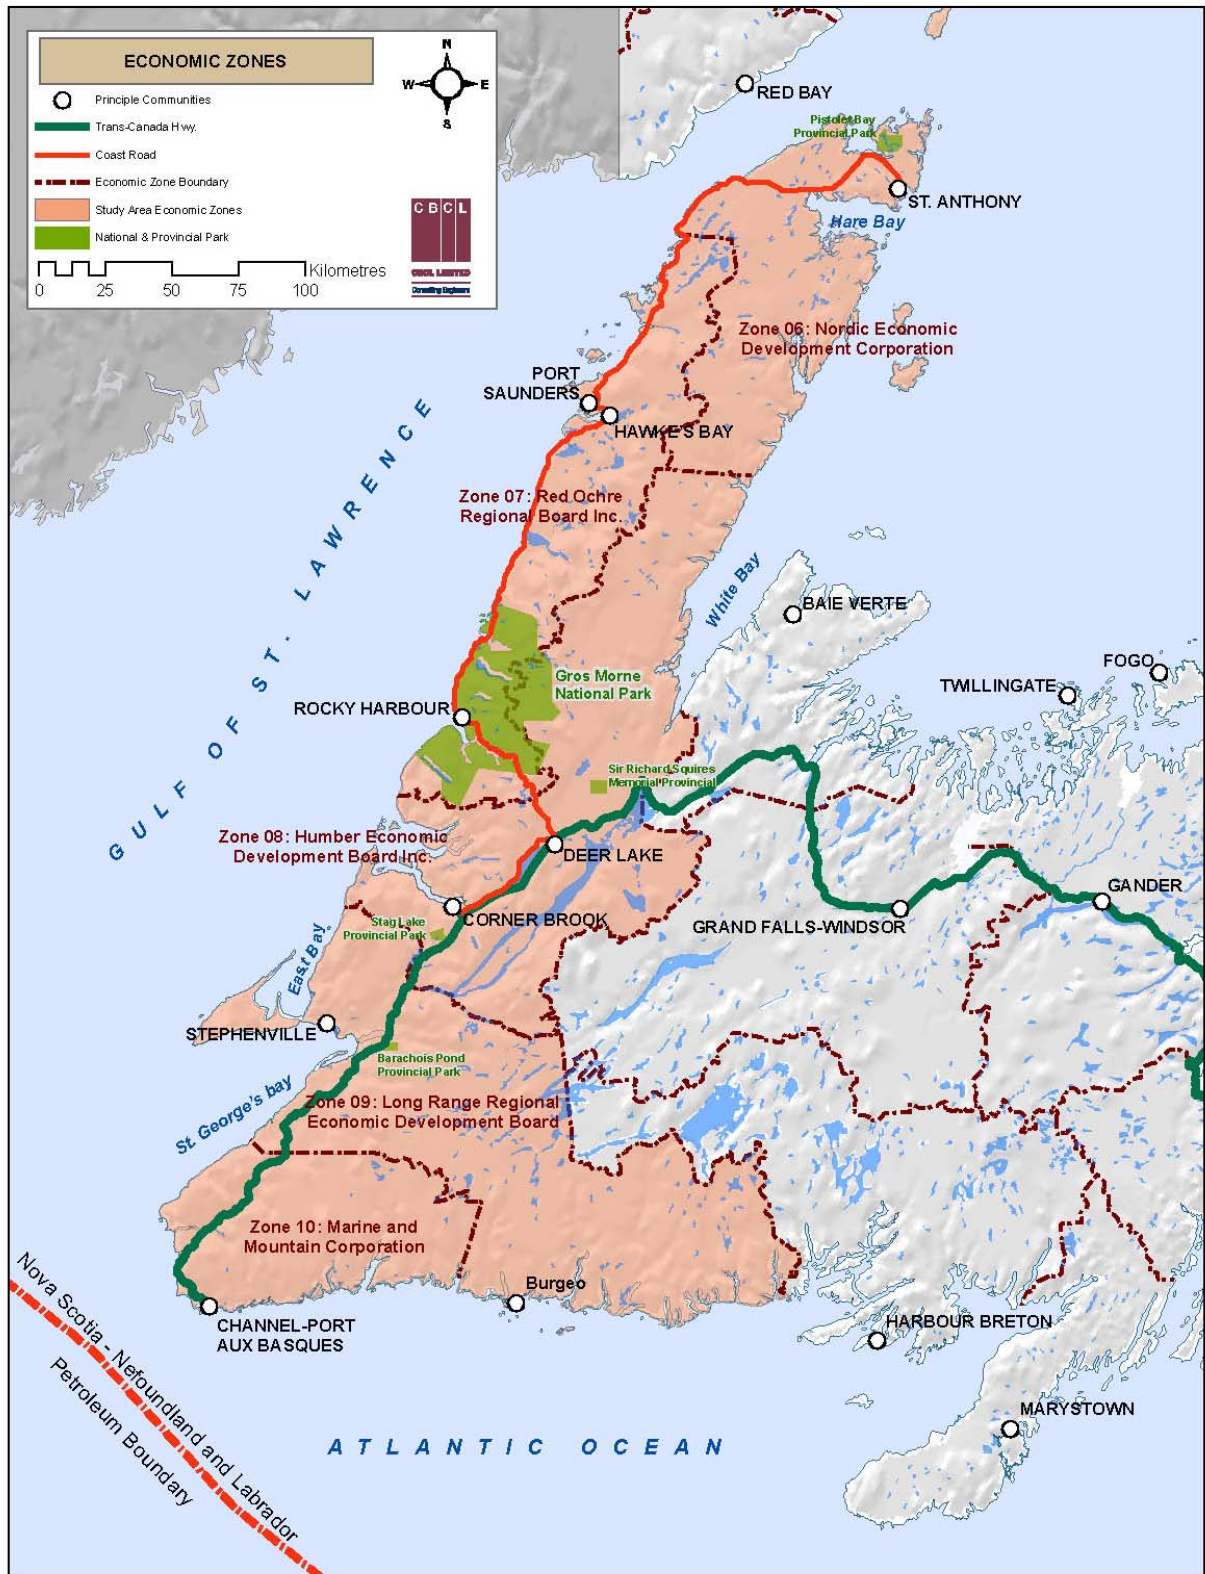 ECONOMIC ZONES
N
W
E
S
Principle Communities
Trans-Canada Hwy.
Coast Road
Economic Zone Boundary
Study Area Economic Zones
National & Provincial Park
C B C L
CBCL LIMITED
Consulting Engineers
Kilometres
0 25 50 75 100
RED BAY
Pistolet Bay
Provincial Park
ST. ANTHONY
Hare Bay
Zone 06: Nordic Economic
Development Corporation
PORT
SAUNDERS
HAWKE'S BAY
GULF OF ST. LAWRENCE
Zone 07: Red Ochre
Regional Board Inc.
White Bay
BAIE VERTE
FOGO
TWILLINGATE
Gros Morne
National Park
ROCKY HARBOUR
Sir Richard Squires
Memorial Provincial
Zone 08: Humber Economic
Development Board Inc.
DEER LAKE
GANDER
CORNER BROOK
GRAND FALLS-WINDSOR
Stag Lake
Provincial Park
East Bay
STEPHENVILLE
Barachois Pond
Provincial Park
St. George's bay
Zone 09: Long Range Regional
Economic Development Board
Zone 10: Marine and
Mountain Corporation
Burgeo
CHANNEL-PORT
AUX BASQUES
HARBOUR BRETON
MARYSTOWN
Nova Scotia - Nefoundland and Labrador
Petroleum Boundary
ATLANTIC OCEAN